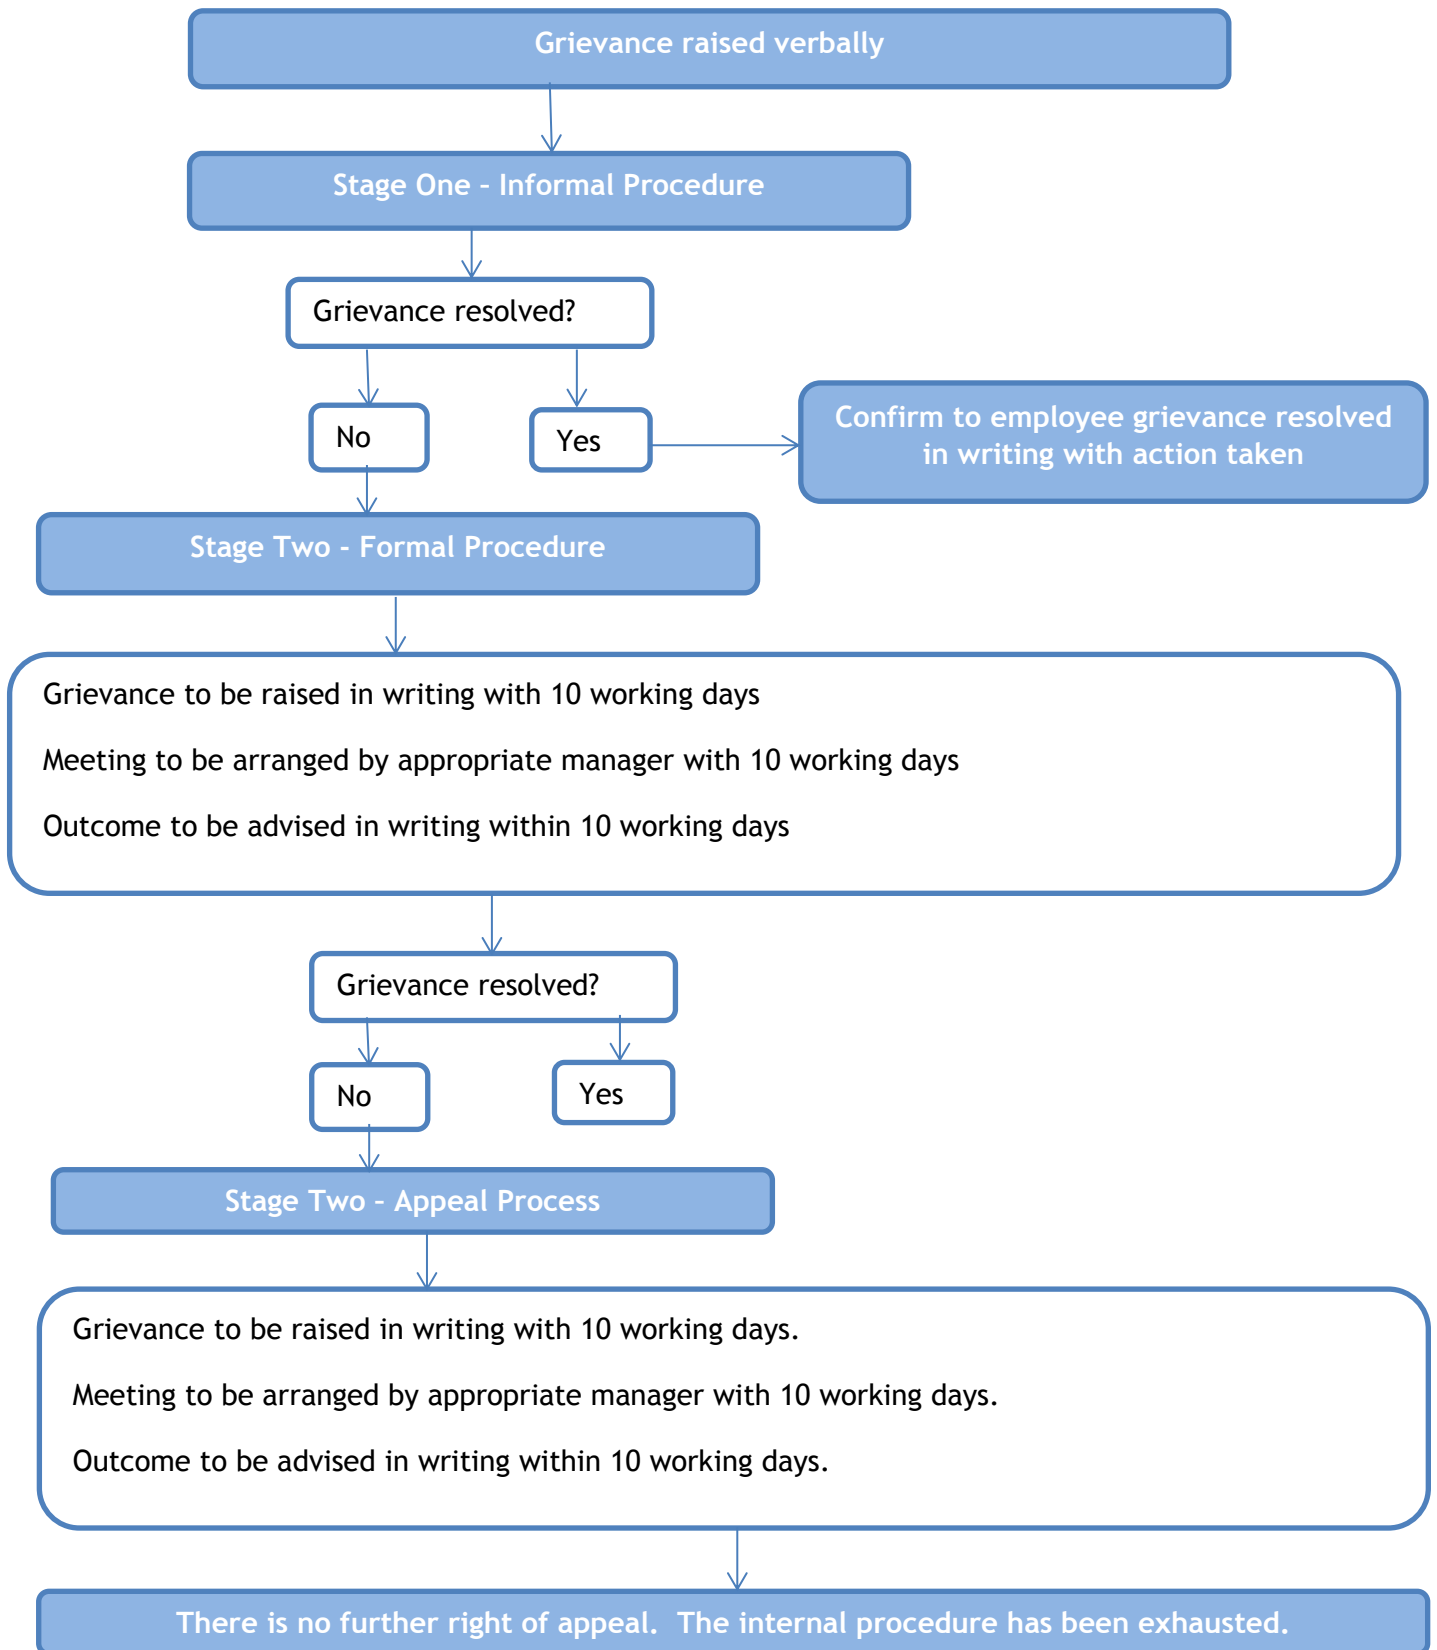 Grievance raised verbally
Stage One – Informal Procedure
Grievance resolved?
No
Yes
Confirm to employee grievance resolved
in writing with action taken
Stage Two - Formal Procedure
Grievance to be raised in writing with 10 working days
Meeting to be arranged by appropriate manager with 10 working days
Outcome to be advised in writing within 10 working days
Grievance resolved?
No
Yes
Stage Two – Appeal Process
Grievance to be raised in writing with 10 working days.
Meeting to be arranged by appropriate manager with 10 working days.
Outcome to be advised in writing within 10 working days.
There is no further right of appeal.  The internal procedure has been exhausted.